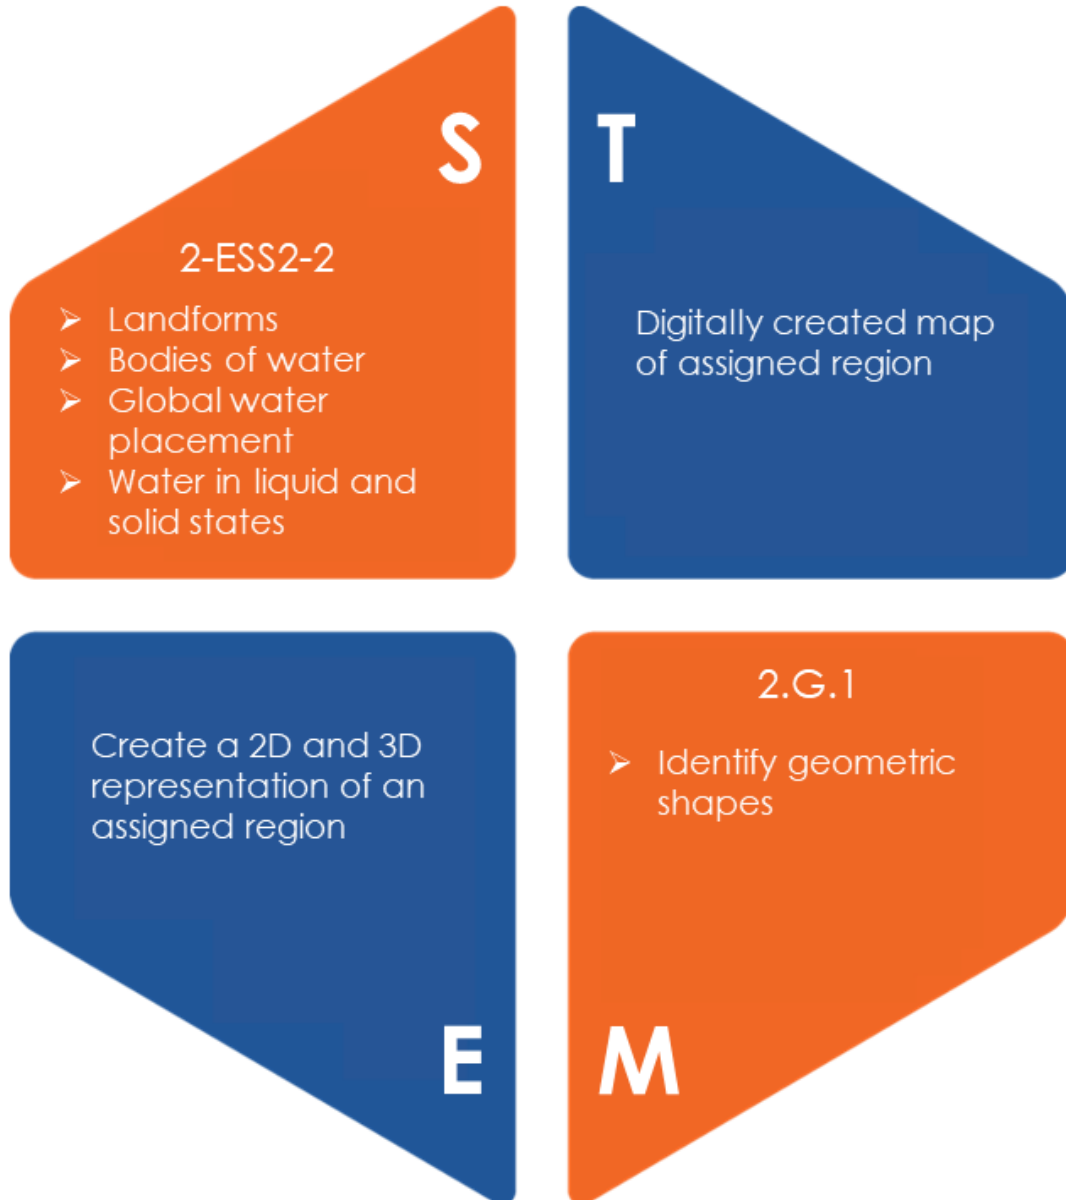 S
2-ESS2-2
➢ Landforms
➢ Bodies of water
➢ Global water
placement
➢ Water in liquid and
solid states
T
Digitally created map
of assigned region
Create a 2D and 3D
representation of an
assigned region
E
2.G.1
➢ Identify geometric
shapes
M